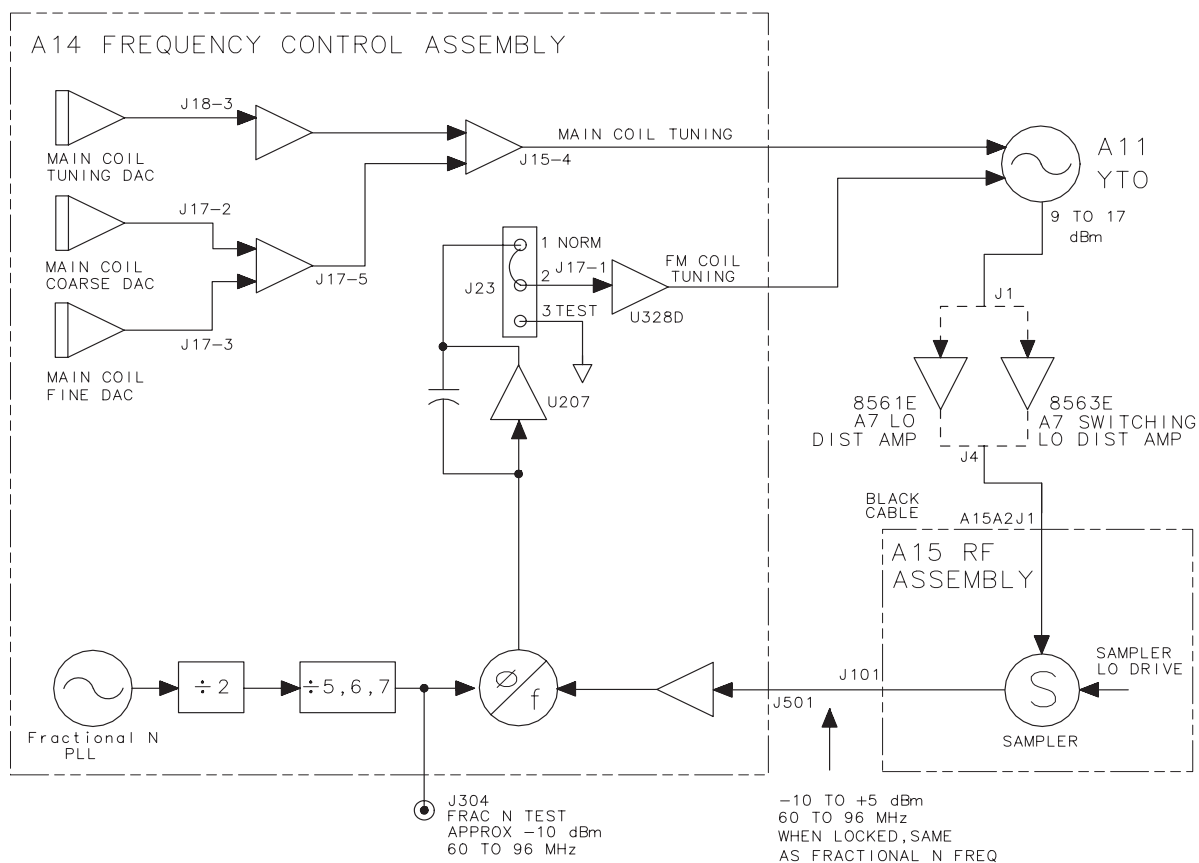 A14 FREQUENCY CONTROL ASSEMBLY
J18-3
MAIN COIL
TUNING DAC
MAIN COIL TUNING
J15-4
A11
YTO
9 TO 17
dBm
J17-2
MAIN COIL
COARSE DAC
J17-5
J17-3
MAIN COIL
FINE DAC
1 NORM
J17-1
2
J23
3 TEST
FM COIL
TUNING
U328D
U207
J1
8561E
A7 LO
DIST AMP
8563E
A7 SWITCHING
LO DIST AMP
J4
BLACK
CABLE
A15A2J1
A15 RF
ASSEMBLY
SAMPLER
LO DRIVE
S
SAMPLER
J101
J501
Fractional N
PLL
÷2
÷5,6,7
Ø
f
J304
FRAC N TEST
APPROX -10 dBm
60 TO 96 MHz
-10 TO +5 dBm
60 TO 96 MHz
WHEN LOCKED,SAME
AS FRACTIONAL N FREQ